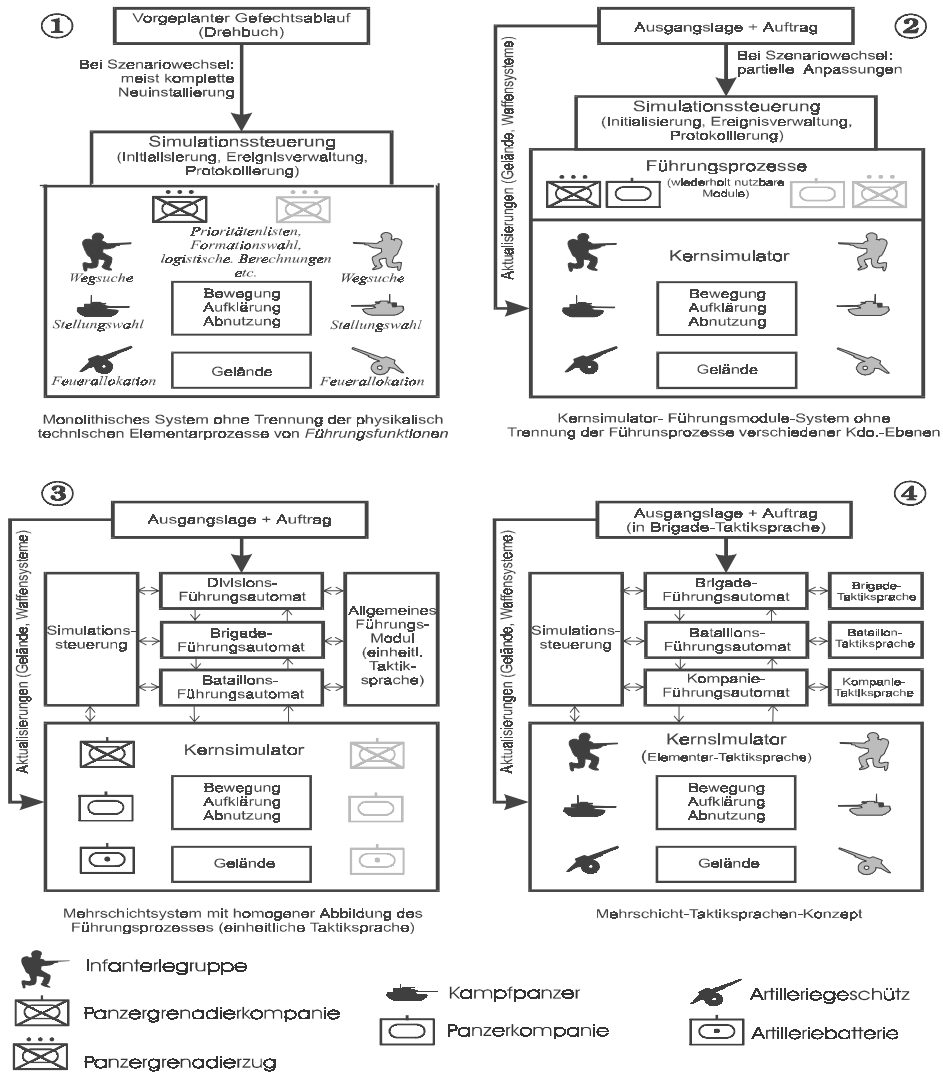 ①
Vorgeplanter Gefechtsablauf
(Drehbuch)
Bei Szenariowechsel:
meist komplette
Neuinstallierung
Simulationssteuerung
(Initialisierung, Ereignisverwaltung,
Protokollierung)
Prioritätenlisten,
Formationswahl,
logistische. Berechnungen
etc.
Wegsuche
Wegsuche
Bewegung
Aufklärung
Abnutzung
Stellungswahl
Stellungswahl
Gelände
Feuerallokation
Feuerallokation
Monolithisches System ohne Trennung der physikalisch
technischen Elementarprozesse von Führungsfunktionen
②
Ausgangslage + Auftrag
Aktualisierungen (Gelände, Waffensysteme)
Bei Szenariowechsel:
partielle Anpassungen
Simulationssteuerung
(Initialisierung, Ereignisverwaltung,
Protokollierung)
Führungsprozesse
(wiederholt nutzbare
Module)
Kernsimulator
Bewegung
Aufklärung
Abnutzung
Gelände
Kernsimulator- Führungsmodule-System ohne
Trennung der Führunsprozesse verschiedener Kdo.-Ebenen
③
Ausgangslage + Auftrag
Aktualisierungen (Gelände, Waffensysteme)
Simulations-
steuerung
Divisions-
Führungsautomat
Brigade-
Führungsautomat
Bataillons-
Führungsautomat
Allgemeines
Führungs-
Modul
(einheitl.
Taktik-
sprache)
Kernsimulator
Bewegung
Aufklärung
Abnutzung
Gelände
Mehrschichtsystem mit homogener Abbildung des
Führungsprozesses (einheitliche Taktiksprache)
④
Ausgangslage + Auftrag
(in Brigade-Taktiksprache)
Aktualisierungen (Gelände, Waffensysteme)
Simulations-
steuerung
Brigade-
Führungsautomat
Brigade-
Taktiksprache
Bataillons-
Führungsautomat
Bataillon-
Taktiksprache
Kompanie-
Führungsautomat
Kompanie-
Taktiksprache
Kernsimulator
(Elementar-Taktiksprache)
Bewegung
Aufklärung
Abnutzung
Gelände
Mehrschicht-Taktiksprachen-Konzept
Infanteriegruppe
Panzergrenadierkompanie
Panzergrenadierzug
Kampfpanzer
Panzerkompanie
Artilleriegeschütz
Artilleriebatterie